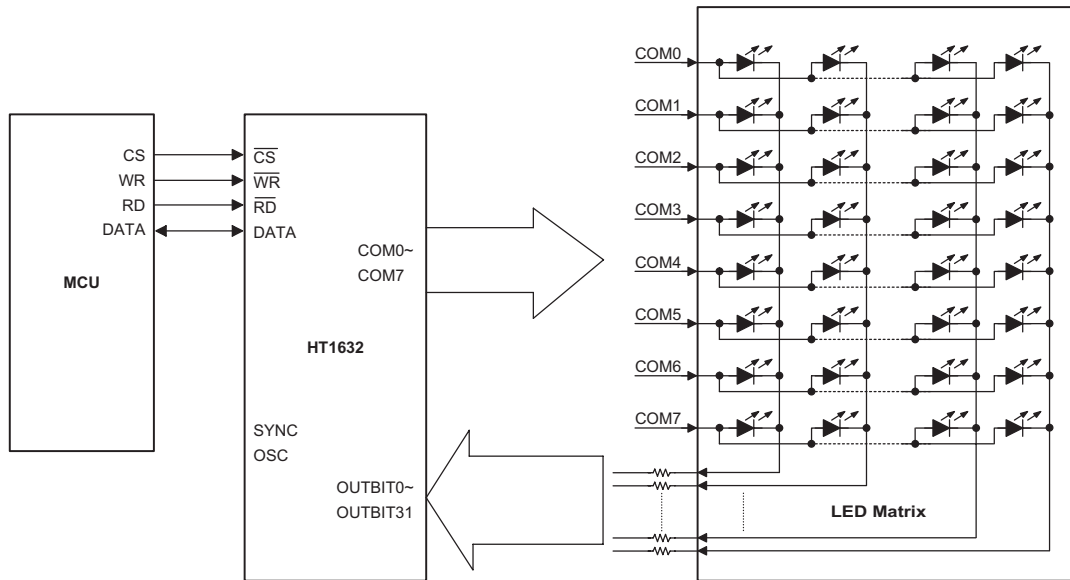 MCU
CS
WR
RD
DATA
CS
WR
RD
DATA
COM0~
COM7
HT1632
SYNC
OSC
OUTBIT0~
OUTBIT31
COM0
COM1
COM2
COM3
COM4
COM5
COM6
COM7
LED Matrix